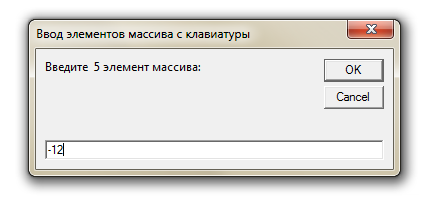 Ввод элементов массива с клавиатуры
Введите 5 элемент массива:
OK
Cancel
-12